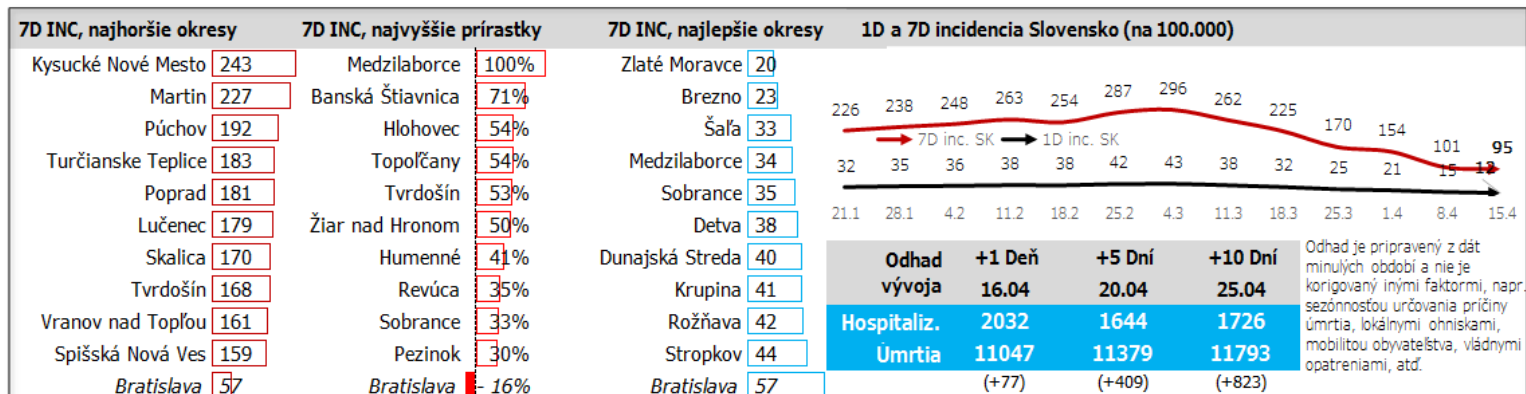 7D INC, najhoršie okresy
Kysucké Nové Mesto 243
Martin 227
Púchov 192
Turčianske Teplice 183
Poprad 181
Lučenec 179
Skalica 170
Tvrdošín 168
Vranov nad Topľou 161
Spišská Nová Ves 159
Bratislava 57
7D INC, najvyššie prírastky
Medzilaborce 100%
Banská Štiavnica 71%
Hlohovec 54%
Topoľčany 54%
Tvrdošín 53%
Žiar nad Hronom 50%
Humenné 41%
Revúca 35%
Sobrance 33%
Pezinok 30%
Bratislava - 16%
7D INC, najlepšie okresy
Zlaté Moravce 20
Brezno 23
Šaľa 33
Medzilaborce 34
Sobrance 35
Detva 38
Dunajská Streda 40
Krupina 41
Rožňava 42
Stropkov 44
Bratislava 57
1D a 7D incidencia Slovensko (na 100.000)
226 238 248 263 254 287 296 262 225 170 154 101 95
7D inc. SK 1D inc. SK
32 35 36 38 38 42 43 38 32 25 21 15 12
21.1 28.1 4.2 11.2 18.2 25.2 4.3 11.3 18.3 25.3 1.4 8.4 15.4
Odhad +1 Deň +5 Dní +10 Dní
vývoja 16.04 20.04 25.04
Hospitaliz. 2032 1644 1726
Úmrtia 11047 11379 11793
(+77) (+409) (+823)
Odhad je pripravený z dát
minulých období a nie je
korigovaný inými faktormi, napr.
sezónnosťou určovania príčiny
úmrtia, lokálnymi ohniskami,
mobilitou obyvateľstva, vládnymi
opatreniami, atď.